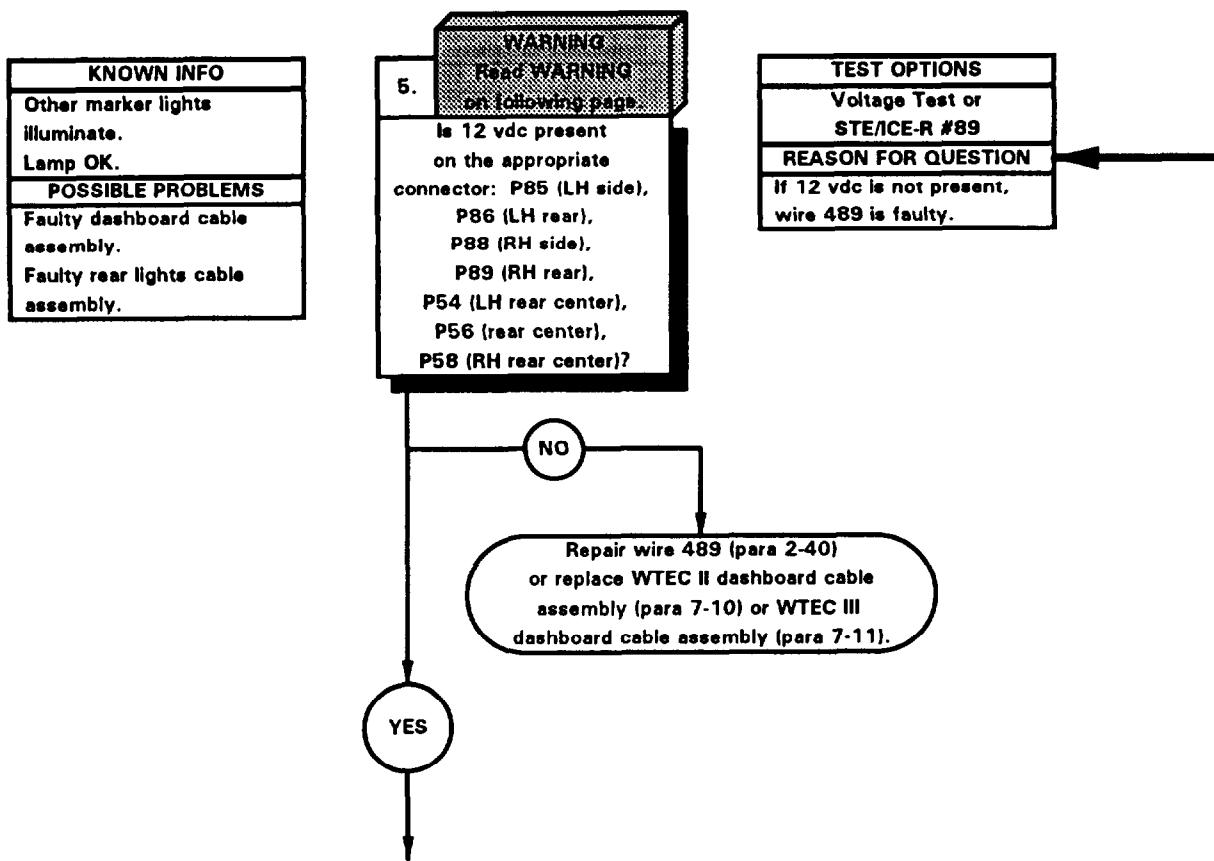 KNOWN INFO
Other marker lights
illuminate.
Lamp OK.
POSSIBLE PROBLEMS
Faulty dashboard cable
assembly.
Faulty rear lights cable
assembly.
WARNING
Read WARNING
on following page.
5.
Is 12 vdc present
on the appropriate
connector: P85 (LH side),
P86 (LH rear),
P88 (RH side),
P89 (RH rear),
P54 (LH rear center),
P56 (rear center),
P58 (RH rear center)?
TEST OPTIONS
Voltage Test or
STE/ICE-R #89
REASON FOR QUESTION
If 12 vdc is not present,
wire 489 is faulty.
NO
Repair wire 489 (para 2-40)
or replace WTEC II dashboard cable
assembly (para 7-10) or WTEC III
dashboard cable assembly (para 7-11).
YES